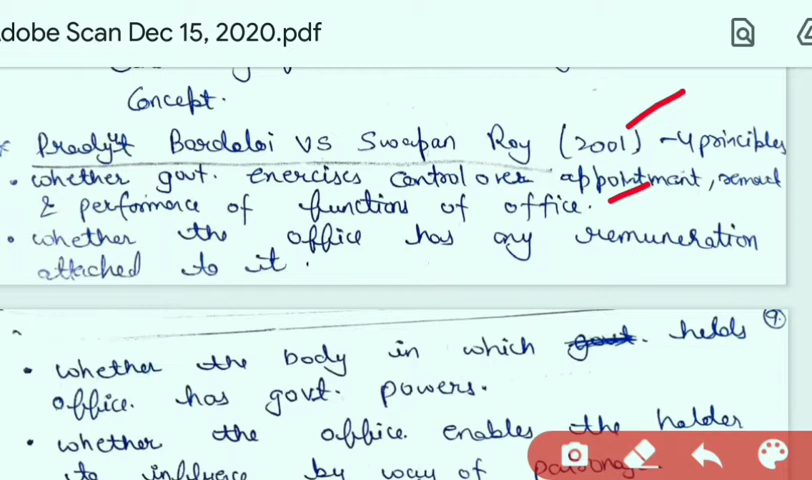 dobe Scan Dec 15, 2020.pdf
Concept.
Pradyut Bordoloi VS Swapan Roy (2001) - 4 principles
• whether govt. exercises control over appointment, removal
& performance of functions of office.
• whether the office has any remuneration
attached to it.
9.
• whether the body in which govt. holds
office has govt. powers.
• whether the office enables the holder
to influence by way of patronage.